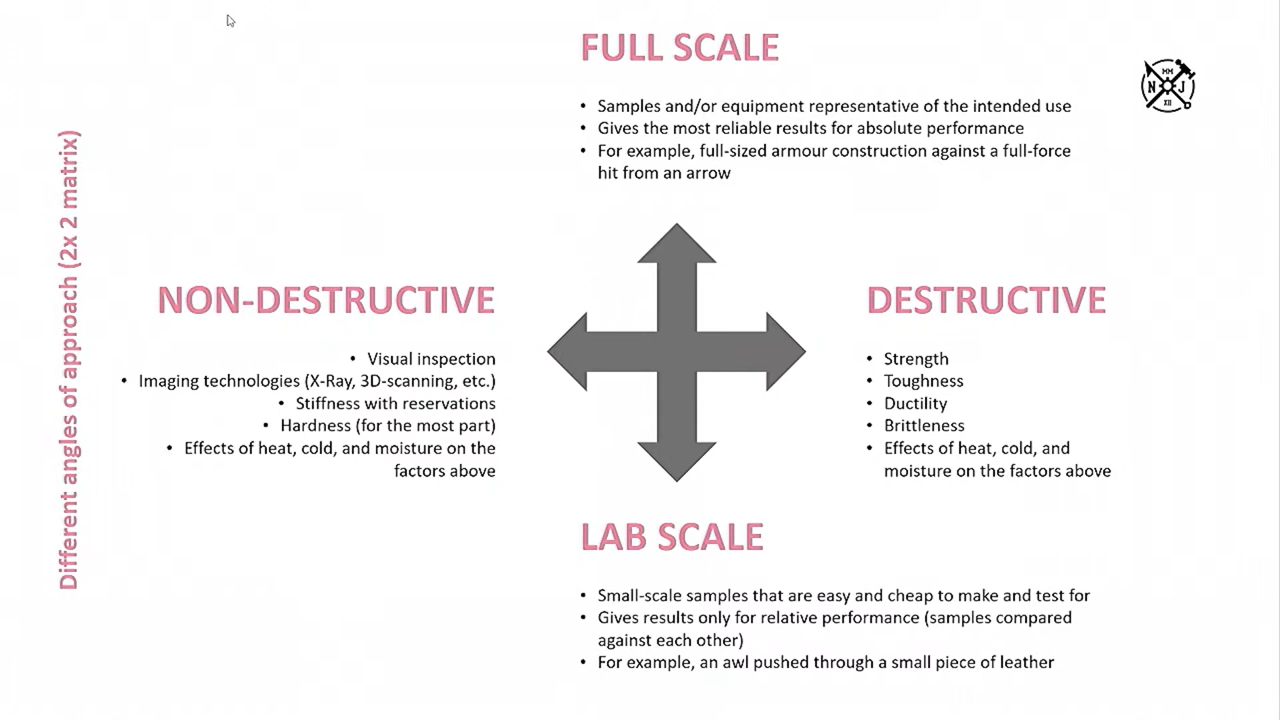 FULL SCALE
• Samples and/or equipment representative of the intended use
• Gives the most reliable results for absolute performance
• For example, full-sized armour construction against a full-force
hit from an arrow
MM
N J
XII
Different angles of approach (2x 2 matrix)
NON-DESTRUCTIVE
• Visual inspection
• Imaging technologies (X-Ray, 3D-scanning, etc.)
• Stiffness with reservations
• Hardness (for the most part)
• Effects of heat, cold, and moisture on the
factors above
DESTRUCTIVE
• Strength
• Toughness
• Ductility
• Brittleness
• Effects of heat, cold, and
moisture on the factors above
LAB SCALE
• Small-scale samples that are easy and cheap to make and test for
• Gives results only for relative performance (samples compared
against each other)
• For example, an awl pushed through a small piece of leather